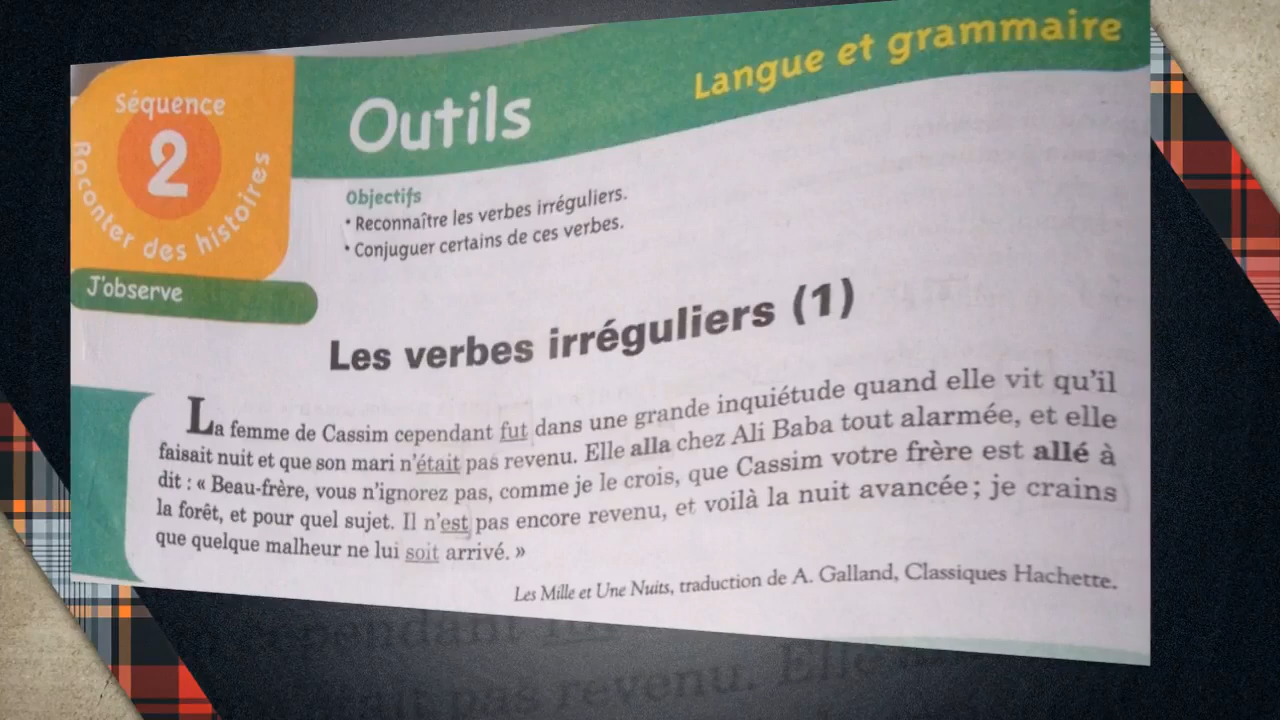 Séquence
2
Raconter des histoires
Outils
Langue et grammaire
Objectifs
• Reconnaître les verbes irréguliers.
• Conjuguer certains de ces verbes.
J'observe
Les verbes irréguliers (1)
La femme de Cassim cependant fut dans une grande inquiétude quand elle vit qu'il
faisait nuit et que son mari n'était pas revenu. Elle alla chez Ali Baba tout alarmée, et elle
dit : « Beau-frère, vous n'ignorez pas, comme je le crois, que Cassim votre frère est allé à
la forêt, et pour quel sujet. Il n'est pas encore revenu, et voilà la nuit avancée ; je crains
que quelque malheur ne lui soit arrivé. »
Les Mille et Une Nuits, traduction de A. Galland, Classiques Hachette.
cependant
pas revenu. Elle